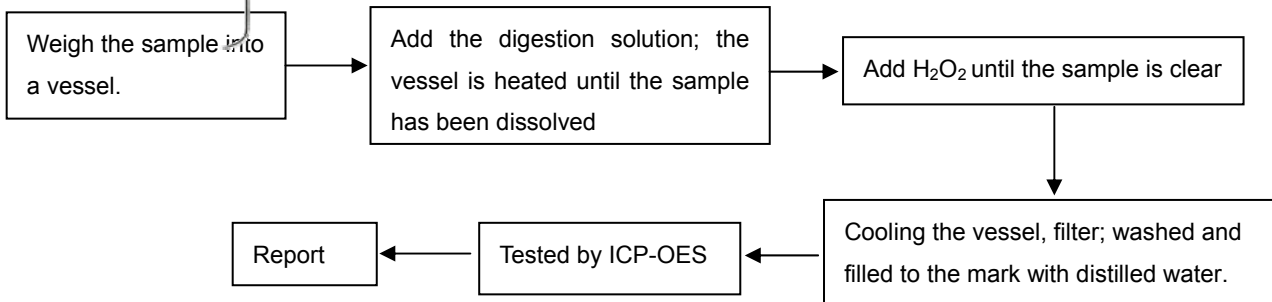 Weigh the sample into
a vessel.
Add the digestion solution; the
vessel is heated until the sample
has been dissolved
Add H₂O₂ until the sample is clear
Cooling the vessel, filter; washed and
filled to the mark with distilled water.
Tested by ICP-OES
Report